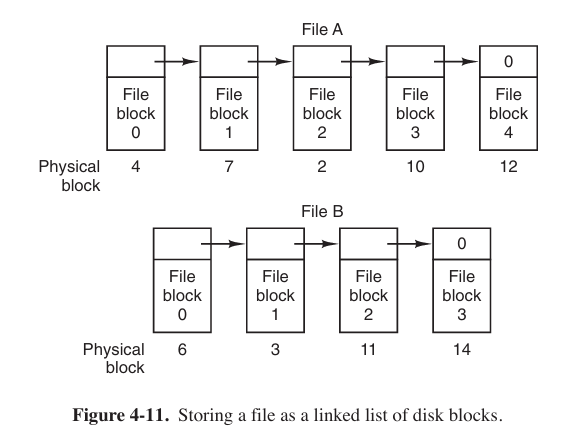 File A
0
File File File File File
block block block block block
0 1 2 3 4
Physical 4 7 2 10 12
block
File B
0
File File File File
block block block block
0 1 2 3
Physical 6 3 11 14
block
Figure 4-11. Storing a file as a linked list of disk blocks.